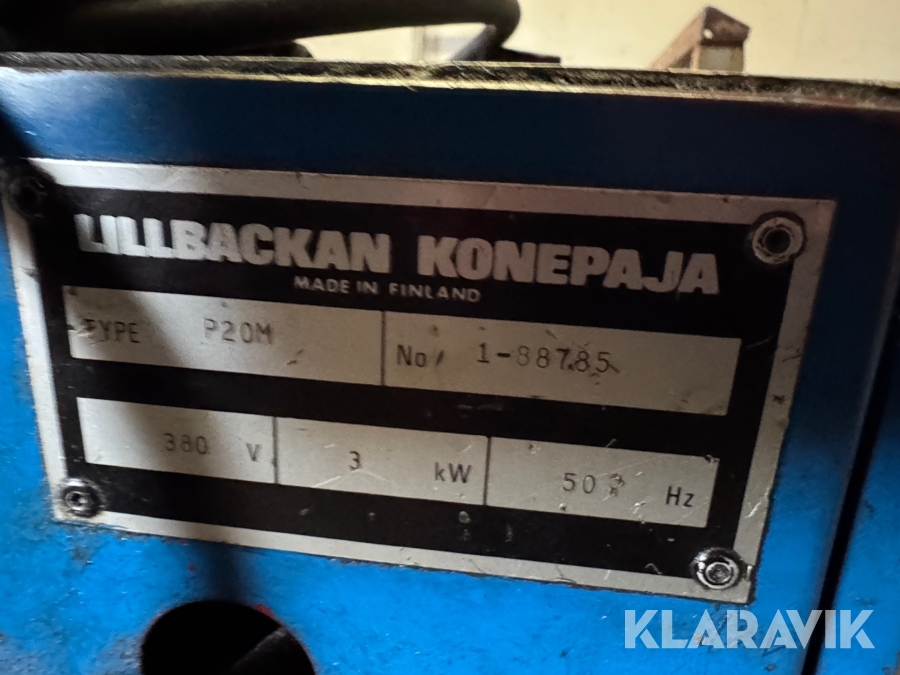 LILLBACKAN KONEPAJA
MADE IN FINLAND
TYPE P20M
No 1-88785
380 V 3 kW 50 Hz
KLARAVIK